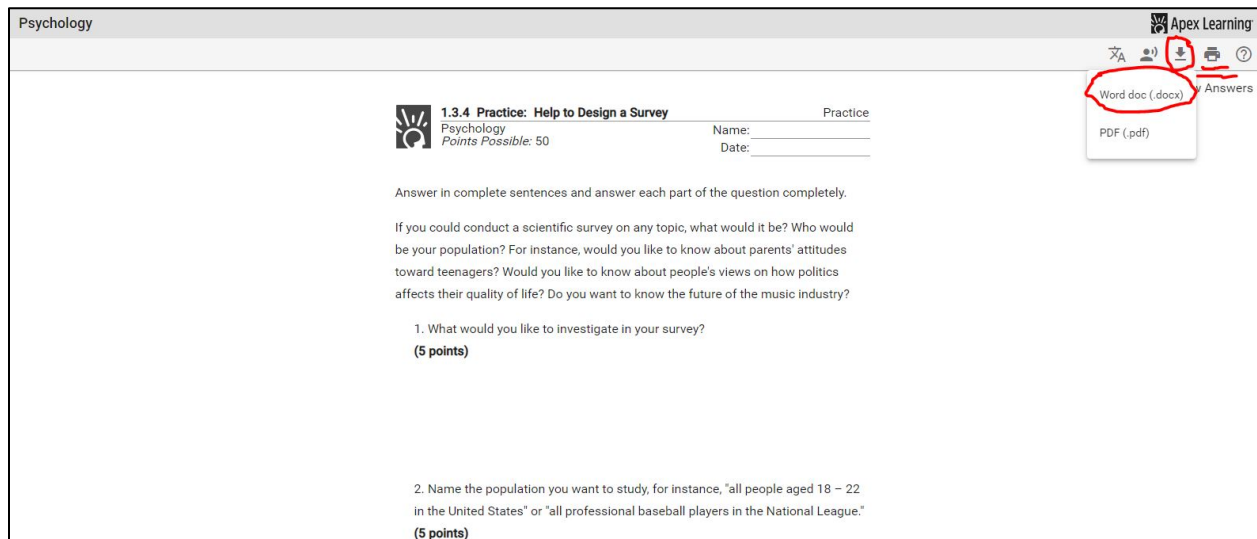 Psychology
Apex Learning
Word doc (.docx)
Answers
PDF (.pdf)
1.3.4 Practice: Help to Design a Survey Practice
Psychology Name:
Points Possible: 50
Date:
Answer in complete sentences and answer each part of the question completely.
If you could conduct a scientific survey on any topic, what would it be? Who would
be your population? For instance, would you like to know about parents' attitudes
toward teenagers? Would you like to know about people's views on how politics
affects their quality of life? Do you want to know the future of the music industry?
1. What would you like to investigate in your survey?
(5 points)
2. Name the population you want to study, for instance, "all people aged 18 – 22
in the United States" or "all professional baseball players in the National League."
(5 points)